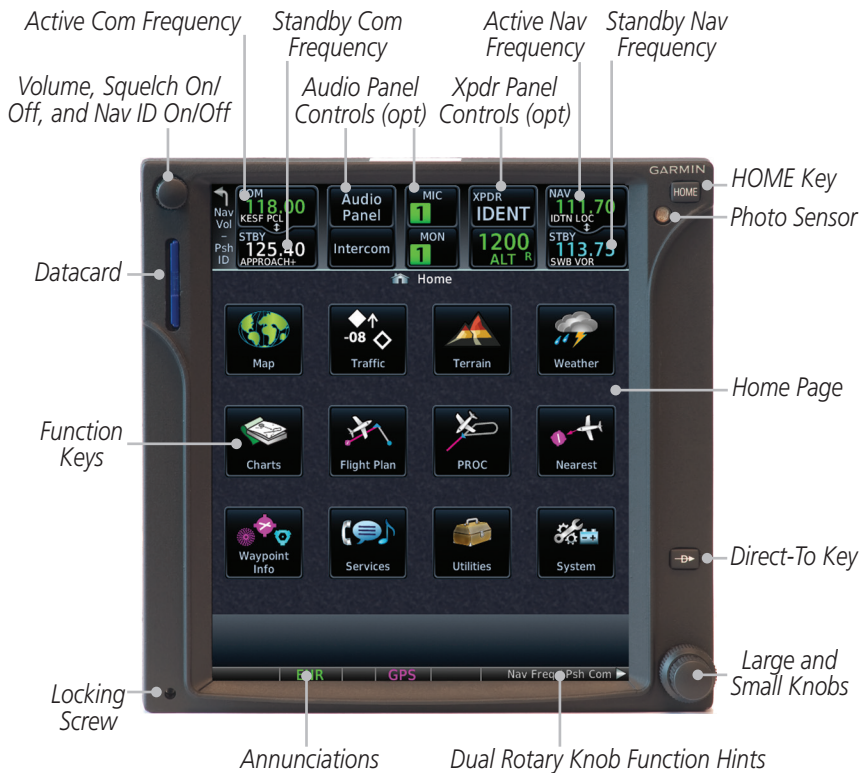 Active Com Frequency
Standby Com
Frequency
Active Nav
Frequency
Standby Nav
Frequency
Volume, Squelch On/
Off, and Nav ID On/Off
Audio Panel
Controls (opt)
Xpdr Panel
Controls (opt)
GARMIN
HOME
HOME Key
Photo Sensor
Nav
Vol
–
Psh
ID
COM
118.00
KESF PCL
STBY
125.40
APPROACH+
Audio
Panel
Intercom
MIC
1
MON
1
XPDR
IDENT
1200
ALT R
NAV
111.70
IDTN LOC
STBY
113.75
SWB VOR
Datacard
Home
Map
-08
Traffic
Terrain
Weather
Home Page
Function
Keys
Charts
Flight Plan
PROC
Nearest
Waypoint
Info
Services
Utilities
System
D
Direct-To Key
Large and
Small Knobs
Locking
Screw
GPS
Nav Freq Psh Com
Annunciations
Dual Rotary Knob Function Hints